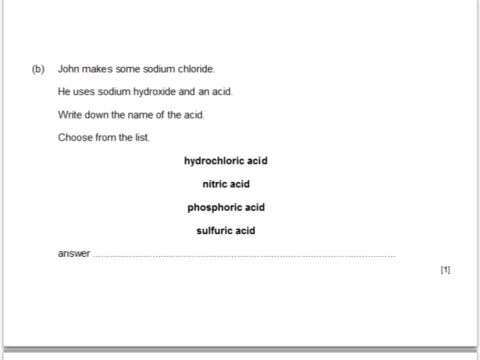 (b) John makes some sodium chloride.
He uses sodium hydroxide and an acid.
Write down the name of the acid.
Choose from the list.
hydrochloric acid
nitric acid
phosphoric acid
sulfuric acid
answer ................................................................................
[1]